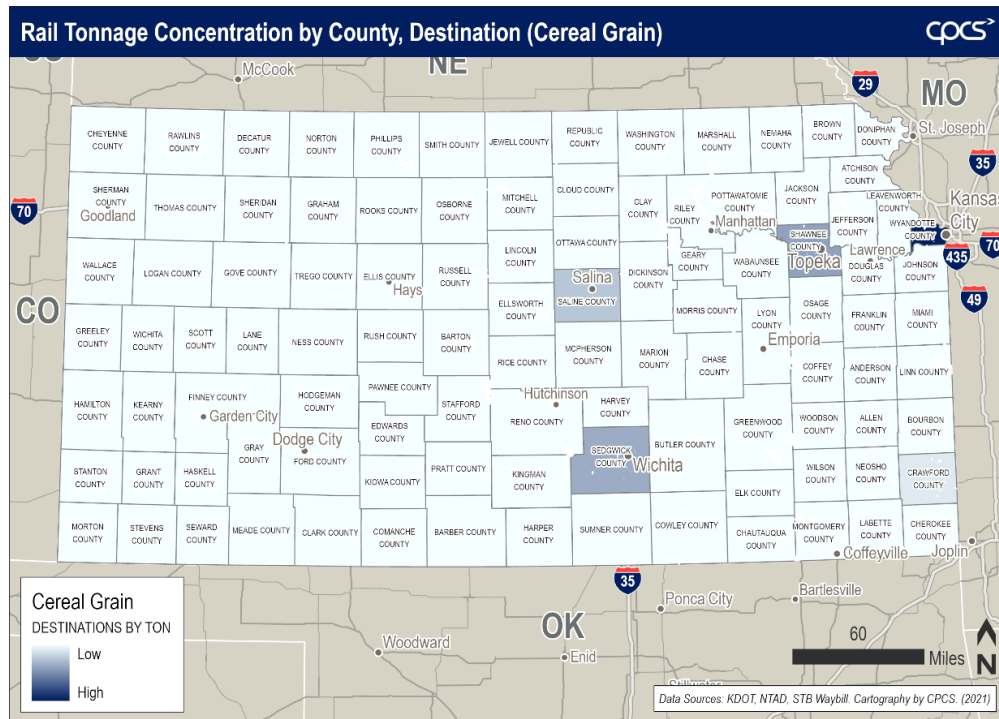 Rail Tonnage Concentration by County, Destination (Cereal Grain)
cpcs
McCook
NE
MO
29
St. Joseph
35
CHEYENNE
COUNTY
RAWLINS
COUNTY
DECATUR
COUNTY
NORTON
COUNTY
PHILLIPS
COUNTY
SMITH COUNTY
JEWELL COUNTY
REPUBLIC
COUNTY
WASHINGTON
COUNTY
MARSHALL
COUNTY
NEMAHA
COUNTY
BROWN
COUNTY
DONIPHAN
COUNTY
ATCHISON
COUNTY
70
SHERMAN
COUNTY
Goodland
THOMAS COUNTY
SHERIDAN
COUNTY
GRAHAM
COUNTY
ROOKS COUNTY
OSBORNE
COUNTY
MITCHELL
COUNTY
CLOUD COUNTY
CLAY
COUNTY
RILEY
COUNTY
POTTAWATOMIE
COUNTY
Manhattan
JACKSON
COUNTY
JEFFERSON
COUNTY
LEAVENWORTH
COUNTY
WYANDOTTE
COUNTY
Kansas
City
435
70
CO
WALLACE
COUNTY
LOGAN COUNTY
GOVE COUNTY
TREGO COUNTY
ELLIS COUNTY
Hays
RUSSELL
COUNTY
LINCOLN
COUNTY
OTTAWA COUNTY
Salina
SALINE COUNTY
ELLSWORTH
COUNTY
DICKINSON
COUNTY
GEARY
COUNTY
WABAUNSEE
COUNTY
SHAWNEE
COUNTY
Topeka
Lawrence
DOUGLAS
COUNTY
JOHNSON
COUNTY
49
GREELEY
COUNTY
WICHITA
COUNTY
SCOTT
COUNTY
LANE
COUNTY
NESS COUNTY
RUSH COUNTY
BARTON
COUNTY
RICE COUNTY
MCPHERSON
COUNTY
MARION
COUNTY
MORRIS COUNTY
CHASE
COUNTY
LYON
COUNTY
Emporia
OSAGE
COUNTY
FRANKLIN
COUNTY
MIAMI
COUNTY
COFFEY
COUNTY
ANDERSON
COUNTY
LINN COUNTY
HAMILTON
COUNTY
KEARNY
COUNTY
FINNEY COUNTY
Garden City
HODGEMAN
COUNTY
PAWNEE COUNTY
EDWARDS
COUNTY
STAFFORD
COUNTY
Hutchinson
RENO COUNTY
HARVEY
COUNTY
SEDGWICK
COUNTY
Wichita
BUTLER COUNTY
GREENWOOD
COUNTY
WOODSON
COUNTY
ALLEN
COUNTY
BOURBON
COUNTY
STANTON
COUNTY
GRANT
COUNTY
HASKELL
COUNTY
GRAY
COUNTY
Dodge City
FORD COUNTY
KIOWA COUNTY
PRATT COUNTY
KINGMAN
COUNTY
ELK COUNTY
WILSON
COUNTY
NEOSHO
COUNTY
CRAWFORD
COUNTY
MORTON
COUNTY
STEVENS
COUNTY
SEWARD
COUNTY
MEADE COUNTY
CLARK COUNTY
COMANCHE
COUNTY
BARBER COUNTY
HARPER
COUNTY
SUMNER COUNTY
COWLEY COUNTY
CHAUTAUQUA
COUNTY
MONTGOMERY
COUNTY
Coffeyville
LABETTE
COUNTY
CHEROKEE
COUNTY
Joplin
35
Ponca City
Bartlesville
OK
Woodward
Enid
Stillwater
Cereal Grain
DESTINATIONS BY TON
Low
High
60
Miles
N
Data Sources: KDOT, NTAD, STB Waybill. Cartography by CPCS. (2021)